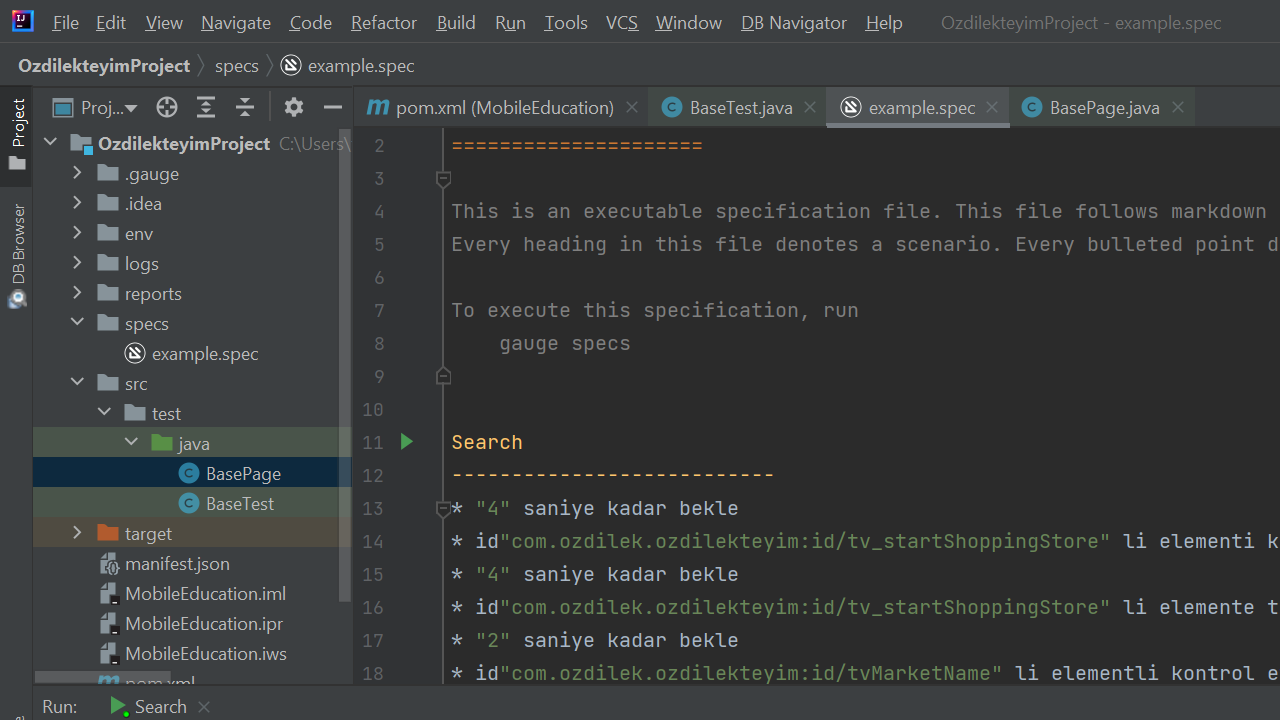 File Edit View Navigate Code Refactor Build Run Tools VCS Window DB Navigator Help OzdilekteyimProject - example.spec
OzdilekteyimProject specs example.spec
Project
DB Browser
Proj...
pom.xml (MobileEducation) BaseTest.java example.spec BasePage.java
OzdilekteyimProject C:\Users\
.gauge
.idea
env
logs
reports
specs
example.spec
src
test
java
BasePage
BaseTest
target
manifest.json
MobileEducation.iml
MobileEducation.ipr
MobileEducation.iws
pom.xml
2 =====================
3
4 This is an executable specification file. This file follows markdown
5 Every heading in this file denotes a scenario. Every bulleted point d
6
7 To execute this specification, run
8 gauge specs
9
10
11 Search
12 ---------------------------
13 * "4" saniye kadar bekle
14 * id"com.ozdilek.ozdilekteyim:id/tv_startShoppingStore" li elementi k
15 * "4" saniye kadar bekle
16 * id"com.ozdilek.ozdilekteyim:id/tv_startShoppingStore" li elemente t
17 * "2" saniye kadar bekle
18 * id"com.ozdilek.ozdilekteyim:id/tvMarketName" li elementli kontrol e
Run: Search